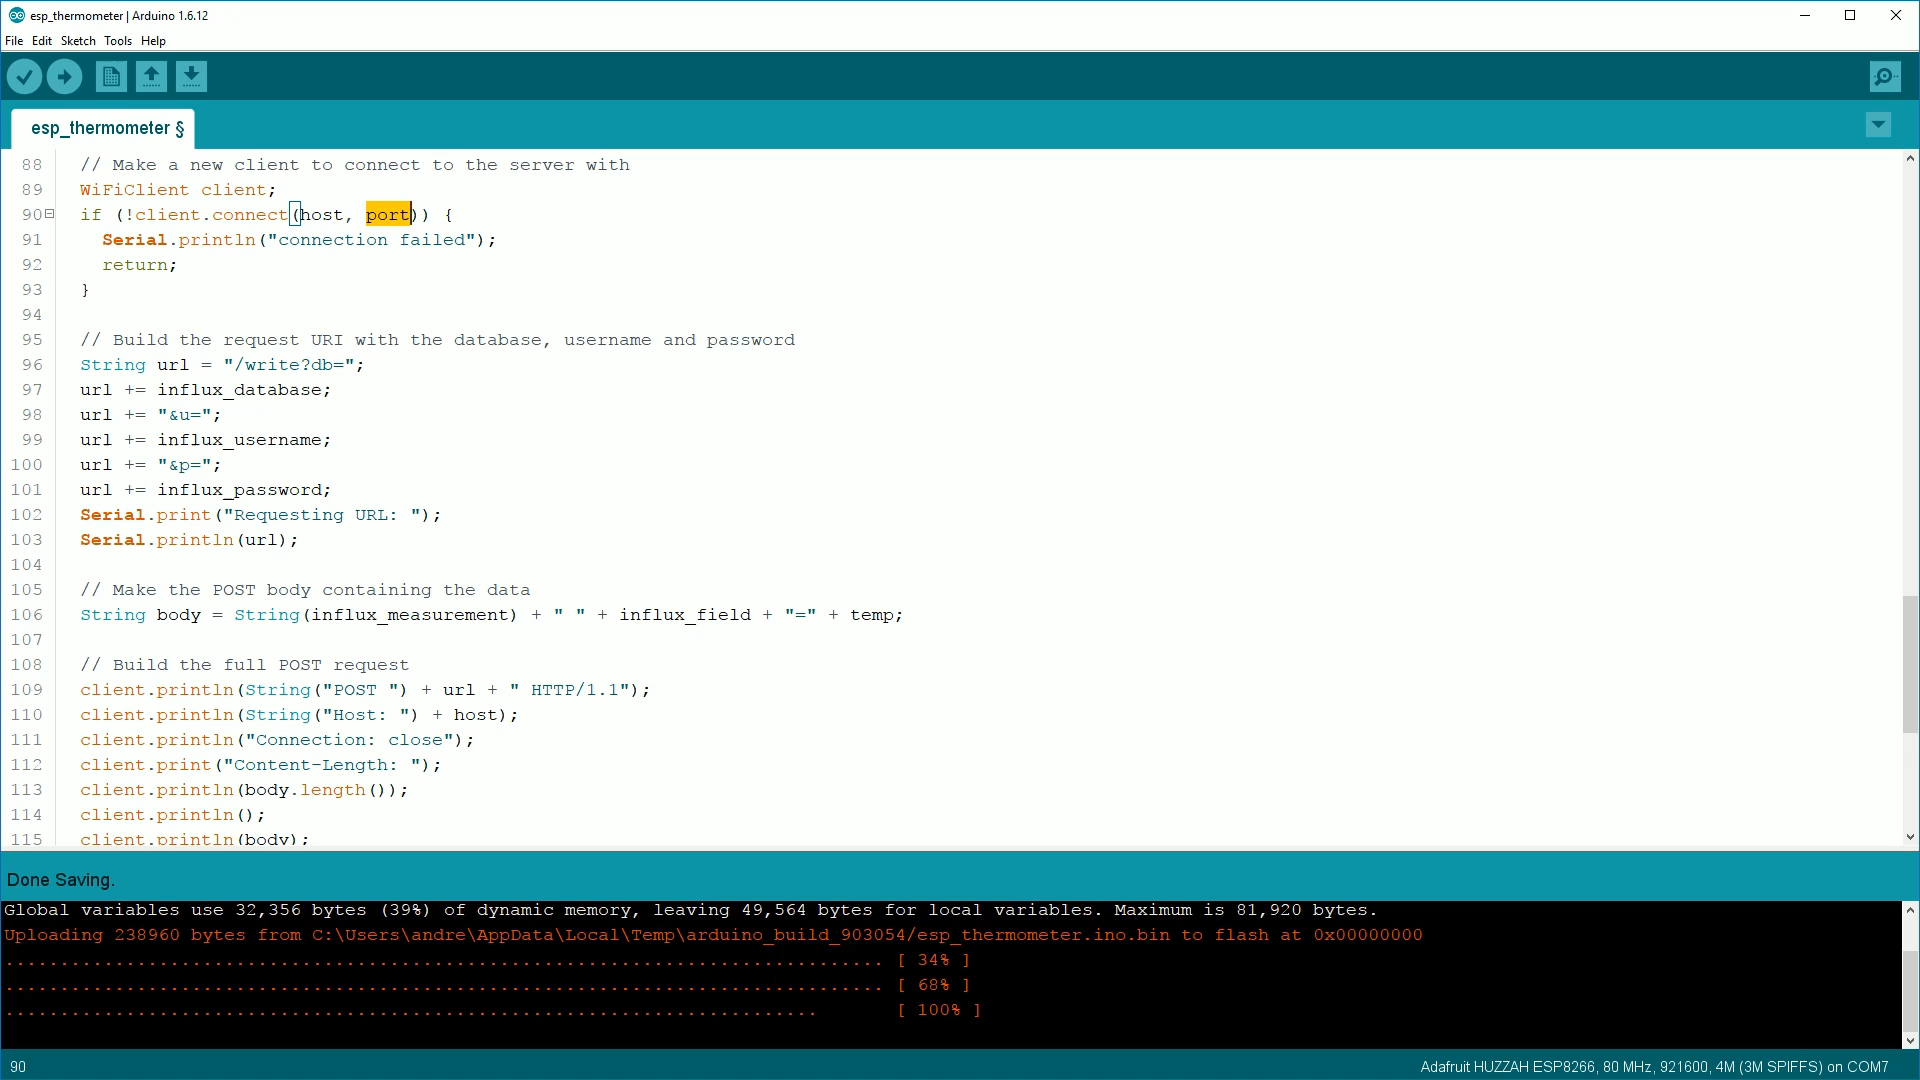 esp_thermometer | Arduino 1.6.12
File Edit Sketch Tools Help
esp_thermometer §
88 // Make a new client to connect to the server with
89 WiFiClient client;
90 if (!client.connect(host, port)) {
91 Serial.println("connection failed");
92 return;
93 }
94
95 // Build the request URI with the database, username and password
96 String url = "/write?db=";
97 url += influx_database;
98 url += "&u=";
99 url += influx_username;
100 url += "&p=";
101 url += influx_password;
102 Serial.print("Requesting URL: ");
103 Serial.println(url);
104
105 // Make the POST body containing the data
106 String body = String(influx_measurement) + " " + influx_field + "=" + temp;
107
108 // Build the full POST request
109 client.println(String("POST ") + url + " HTTP/1.1");
110 client.println(String("Host: ") + host);
111 client.println("Connection: close");
112 client.print("Content-Length: ");
113 client.println(body.length());
114 client.println();
115 client.println(body);
Done Saving.
Global variables use 32,356 bytes (39%) of dynamic memory, leaving 49,564 bytes for local variables. Maximum is 81,920 bytes.
Uploading 238960 bytes from C:\Users\andre\AppData\Local\Temp\arduino_build_903054/esp_thermometer.ino.bin to flash at 0x00000000
................................................................................ [ 34% ]
................................................................................ [ 68% ]
.......................................................................... [ 100% ]
90 Adafruit HUZZAH ESP8266, 80 MHz, 921600, 4M (3M SPIFFS) on COM7